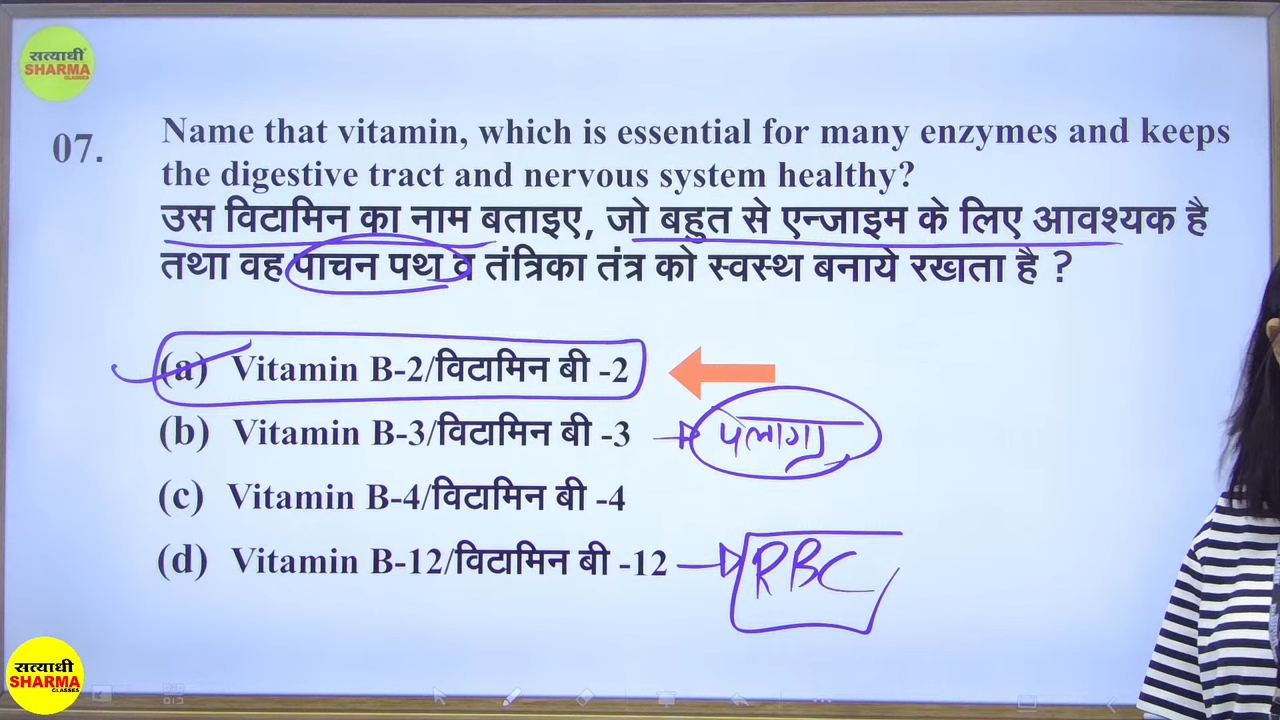 सत्याधी
SHARMA
CLASSES
07. Name that vitamin, which is essential for many enzymes and keeps
the digestive tract and nervous system healthy?
उस विटामिन का नाम बताइए, जो बहुत से एन्जाइम के लिए आवश्यक है
तथा वह पाचन पथ व तंत्रिका तंत्र को स्वस्थ बनाये रखता है ?
(a) Vitamin B-2/विटामिन बी -2
(b) Vitamin B-3/विटामिन बी -3
(c) Vitamin B-4/विटामिन बी -4
(d) Vitamin B-12/विटामिन बी -12 RBC
सत्याधी
SHARMA
CLASSES